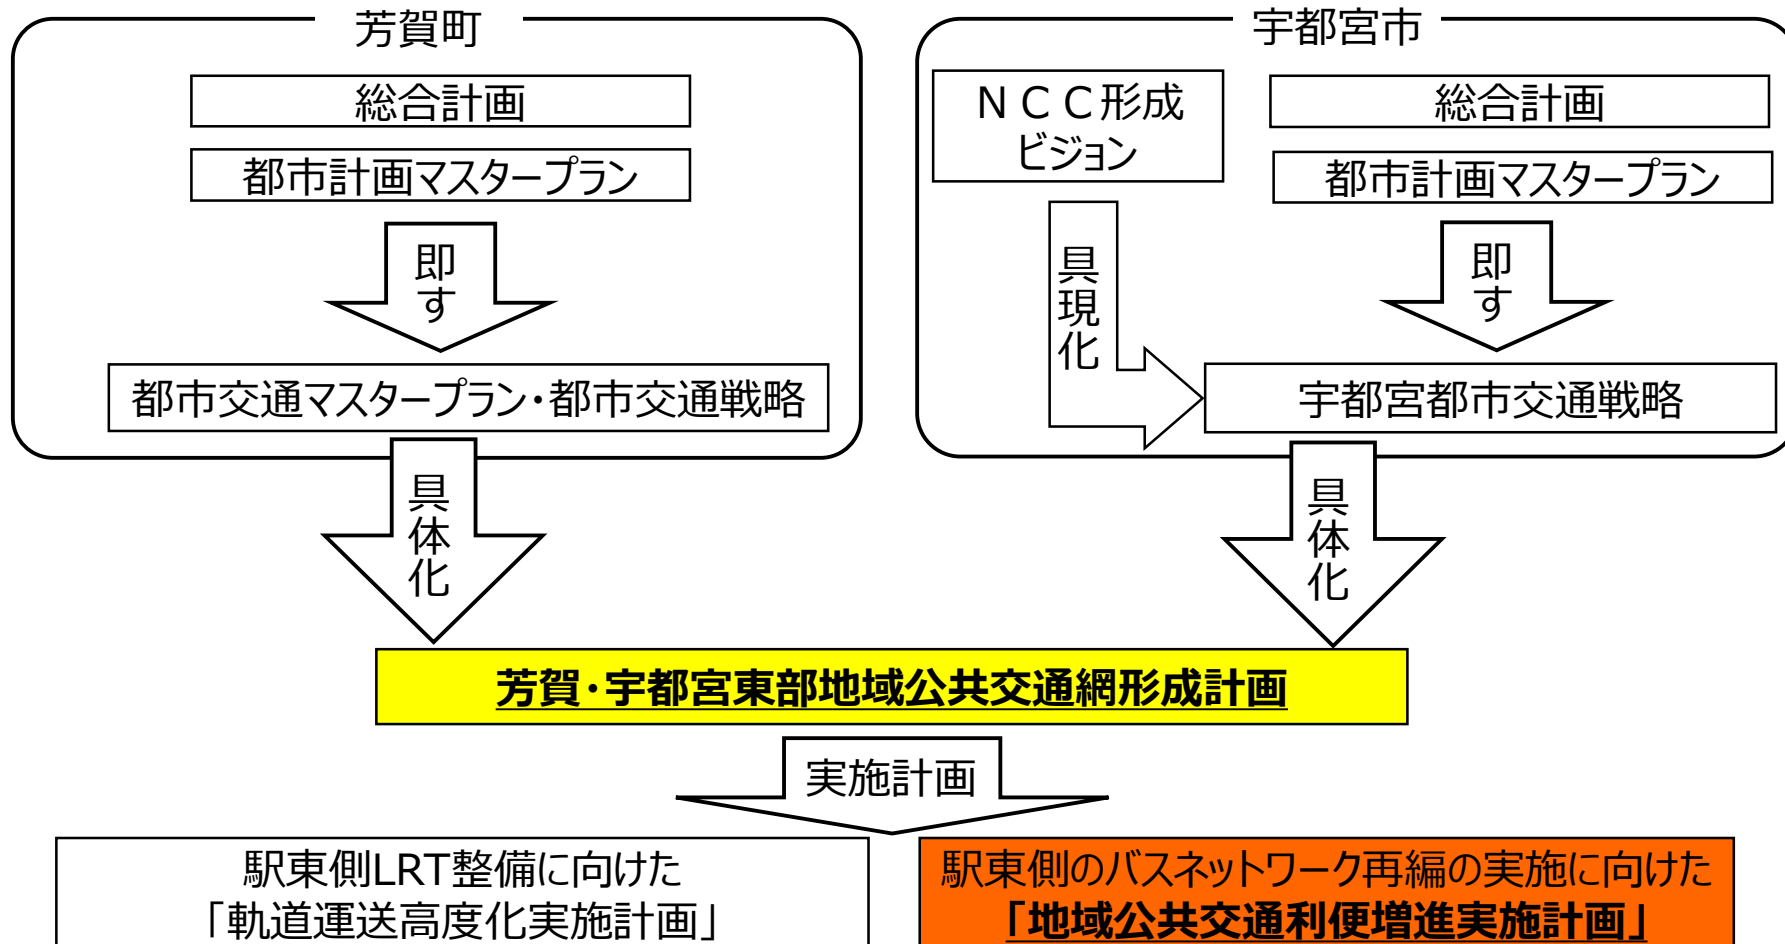 芳賀町
総合計画
都市計画マスタープラン
即す
都市交通マスタープラン・都市交通戦略
具体化
宇都宮市
ＮＣＣ形成
ビジョン
具現化
総合計画
都市計画マスタープラン
即す
宇都宮都市交通戦略
具体化
芳賀・宇都宮東部地域公共交通網形成計画
実施計画
駅東側LRT整備に向けた
「軌道運送高度化実施計画」
駅東側のバスネットワーク再編の実施に向けた
「地域公共交通利便増進実施計画」